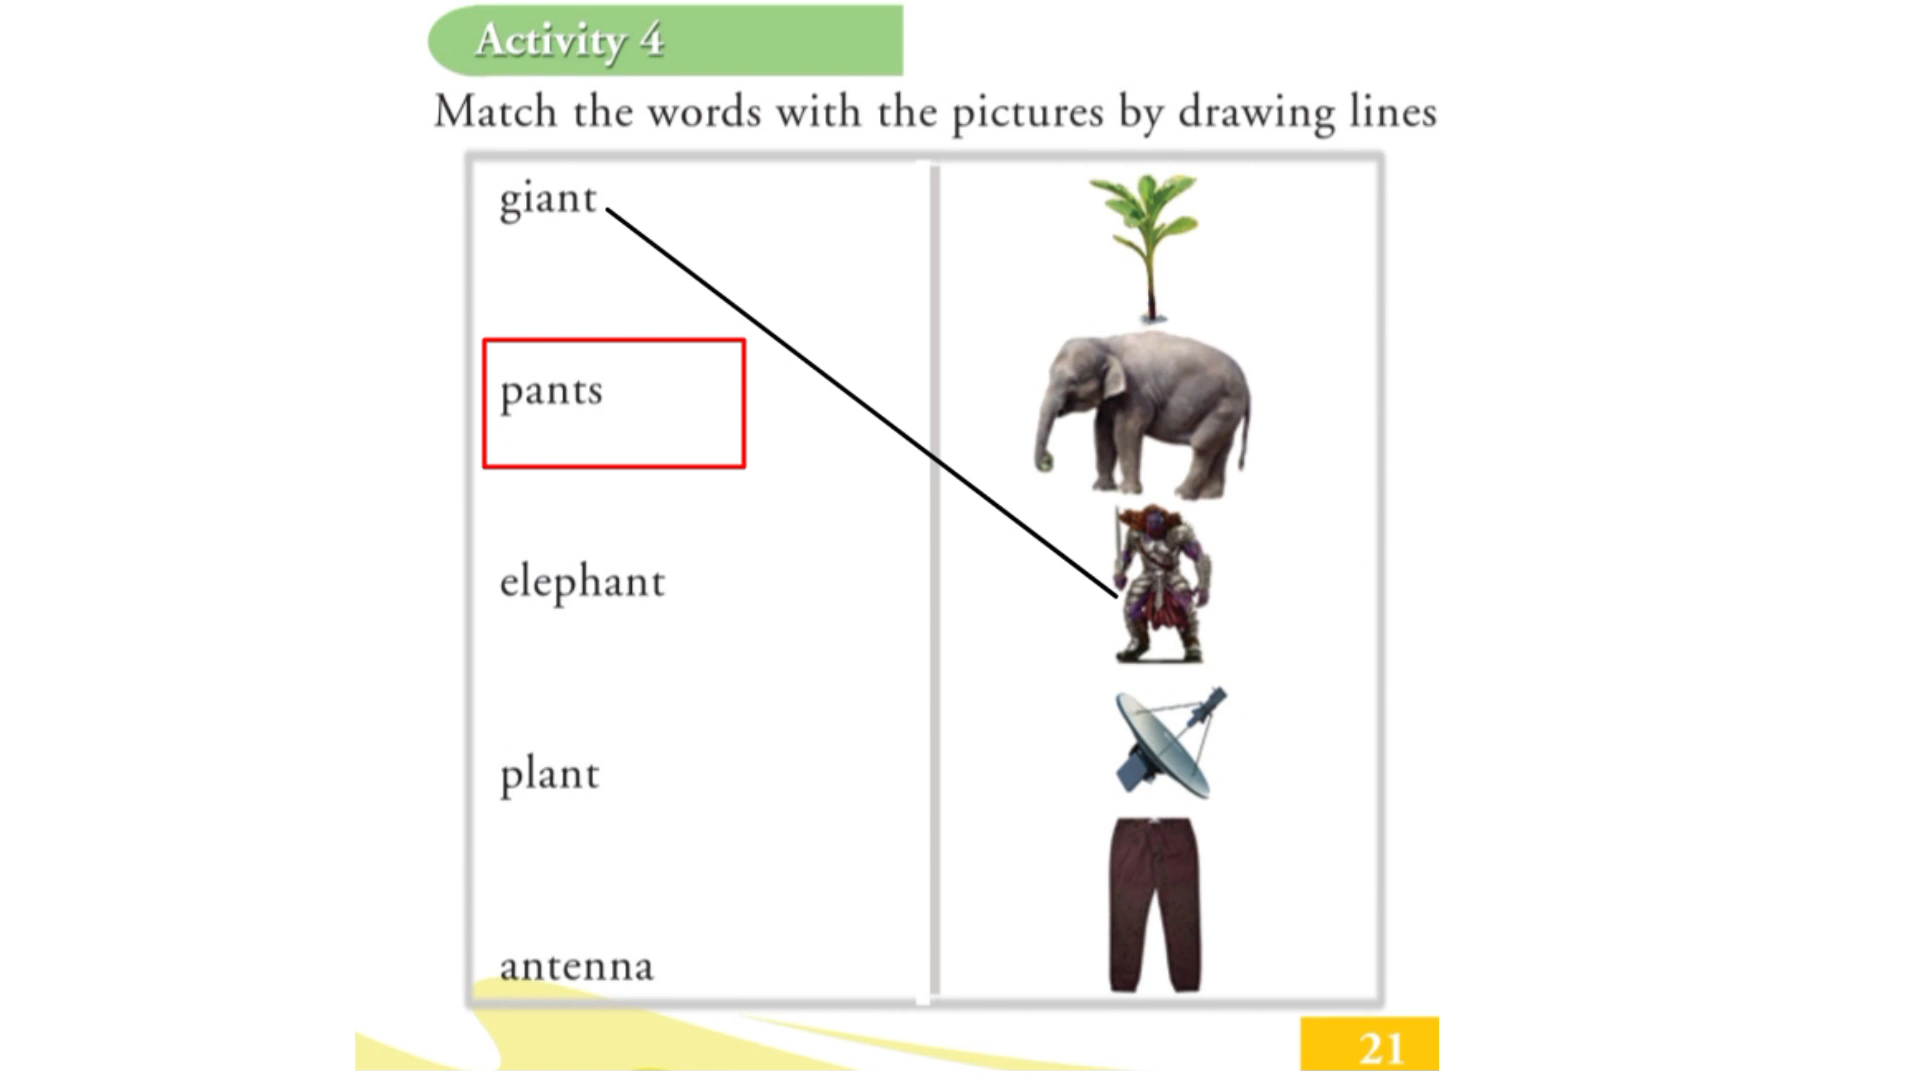 Activity 4
Match the words with the pictures by drawing lines
giant
pants
elephant
plant
antenna
21